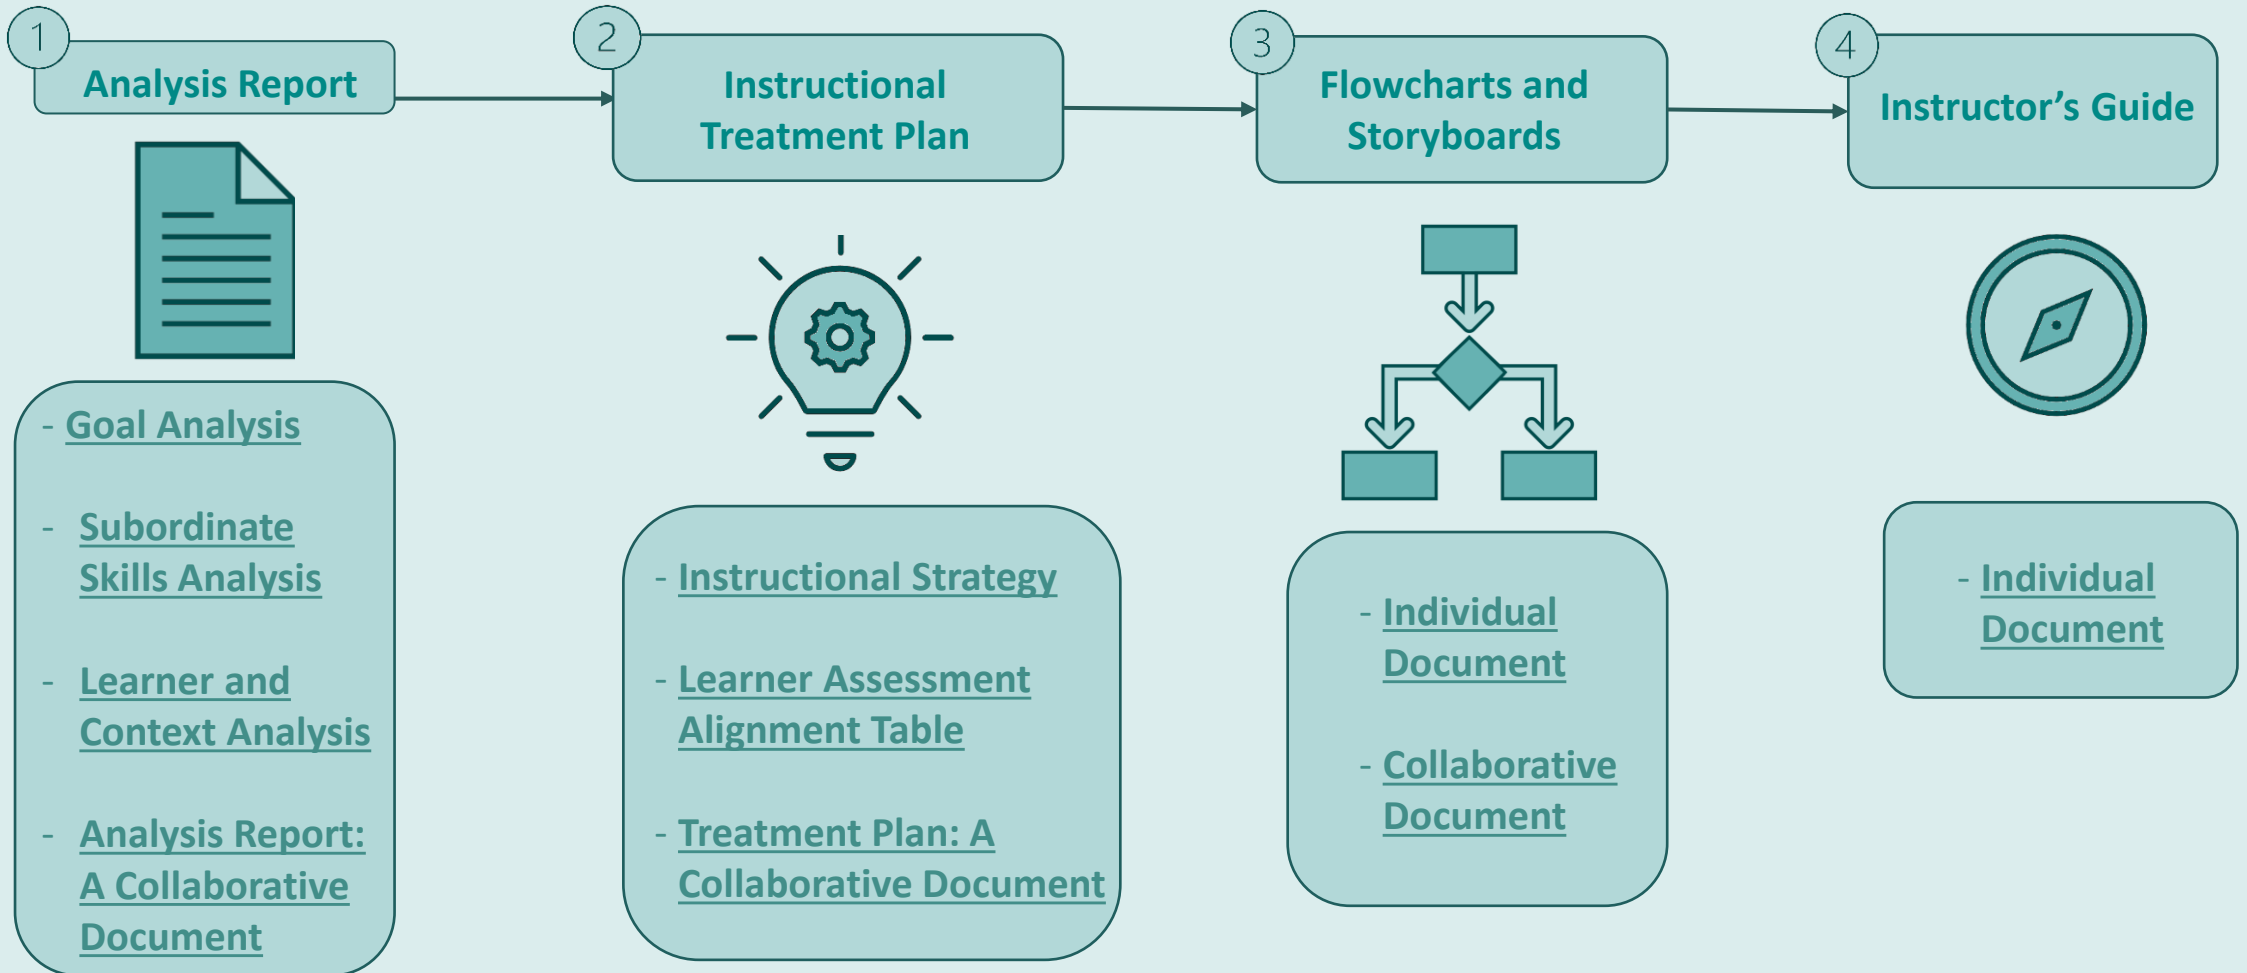 1
Analysis Report
2
Instructional
Treatment Plan
3
Flowcharts and
Storyboards
4
Instructor’s Guide
- Goal Analysis
- Subordinate
Skills Analysis
- Learner and
Context Analysis
- Analysis Report:
A Collaborative
Document
- Instructional Strategy
- Learner Assessment
Alignment Table
- Treatment Plan: A
Collaborative Document
- Individual
Document
- Collaborative
Document
- Individual
Document